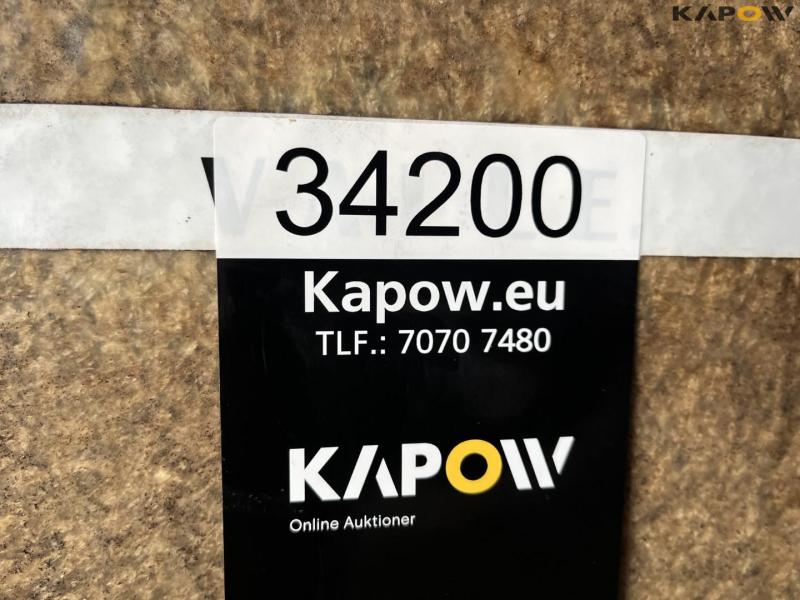 KAPOW
34200
Kapow.eu
TLF.: 7070 7480
KAPOW
Online Auktioner